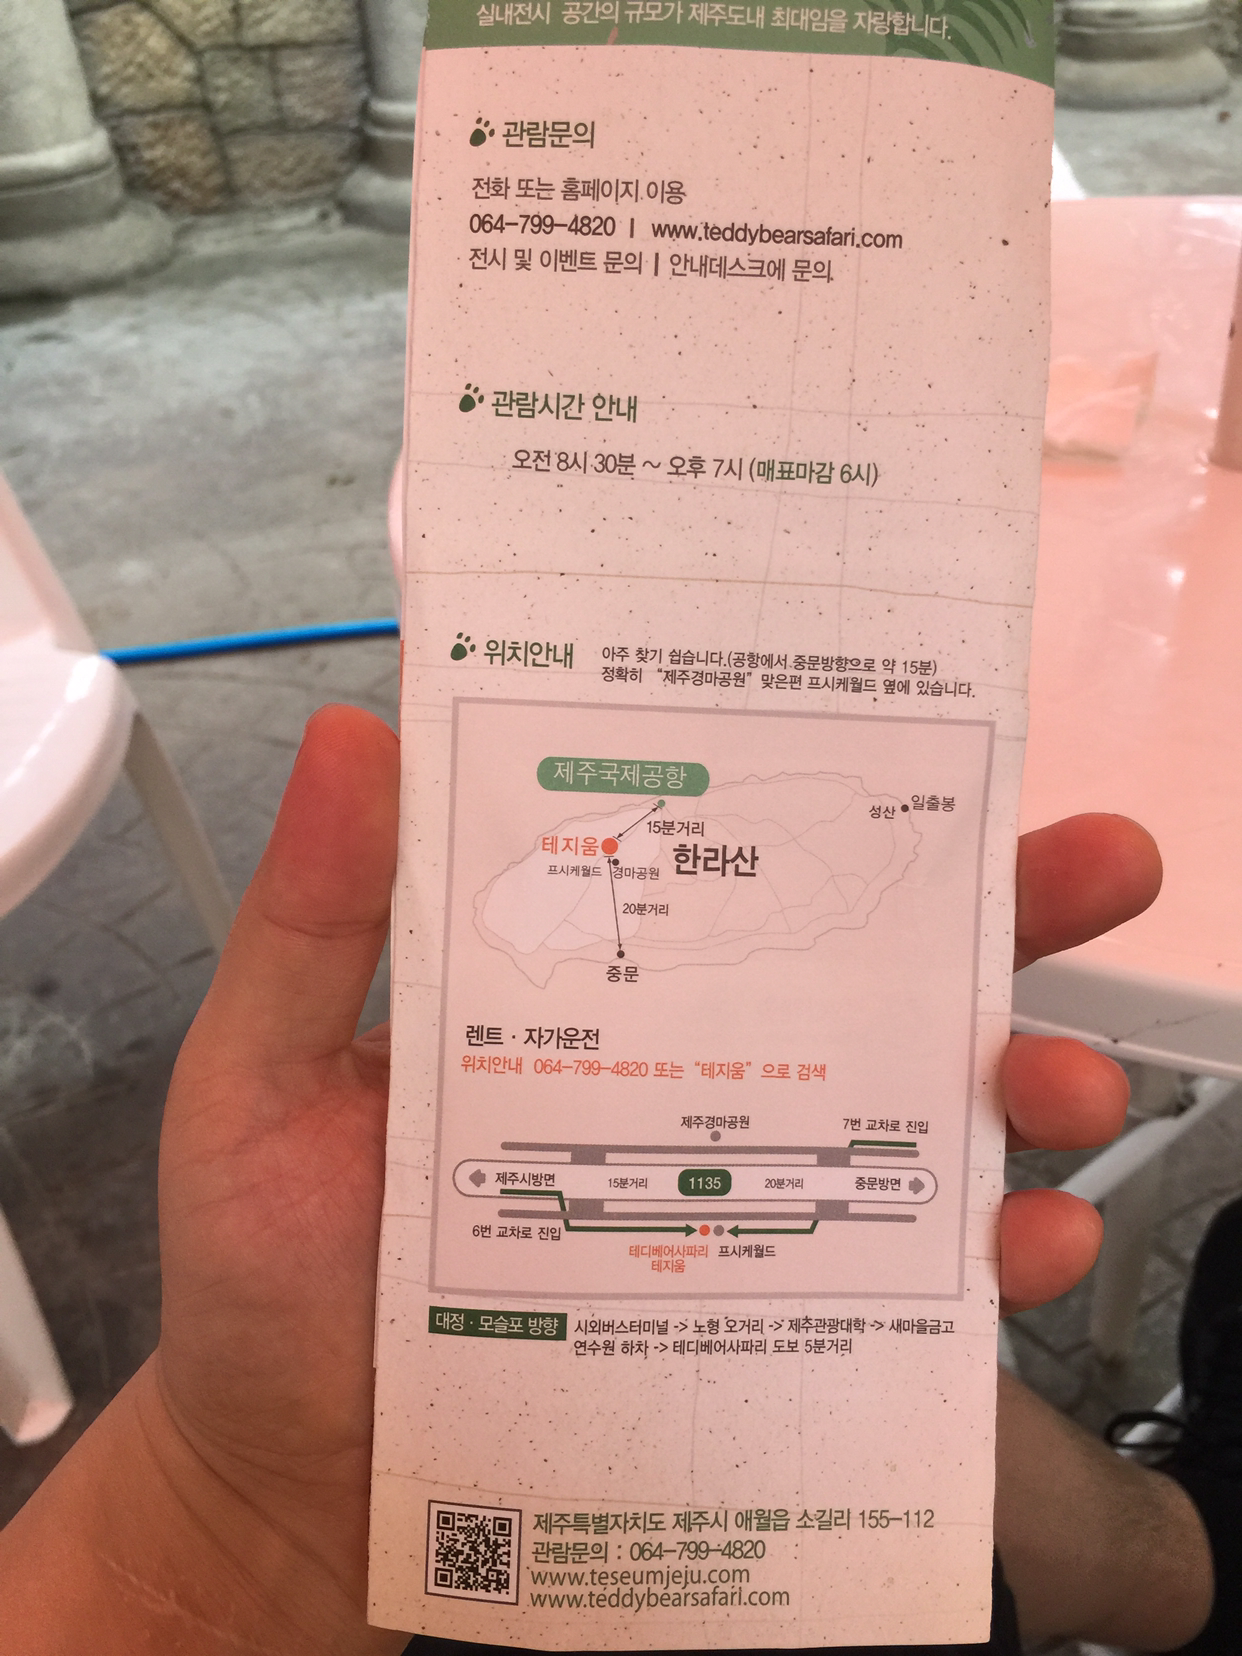 실내전시 공간의 규모가 제주도내 최대임을 자랑합니다.
관람문의
전화 또는 홈페이지 이용
064-799-4820 | www.teddybearsafari.com
전시 및 이벤트 문의 | 안내데스크에 문의
관람시간 안내
오전 8시 30분 ~ 오후 7시 (매표마감 6시)
위치안내
아주 찾기 쉽습니다.(공항에서 중문방향으로 약 15분)
정확히 “제주경마공원” 맞은편 프시케월드 옆에 있습니다.
제주국제공항
성산 일출봉
15분거리
테지움
한라산
프시케월드 경마공원
20분거리
중문
렌트 · 자가운전
위치안내 064-799-4820 또는 “테지움” 으로 검색
제주경마공원
7번 교차로 진입
제주시방면 15분거리 1135 20분거리 중문방면
6번 교차로 진입
테디베어사파리 프시케월드
테지움
대정 · 모슬포 방향 시외버스터미널 -> 노형 오거리 -> 제주관광대학 -> 새마을금고
연수원 하차 -> 테디베어사파리 도보 5분거리
제주특별자치도 제주시 애월읍 소길리 155-112
관람문의 : 064-799-4820
www.teseumjeju.com
www.teddybearsafari.com